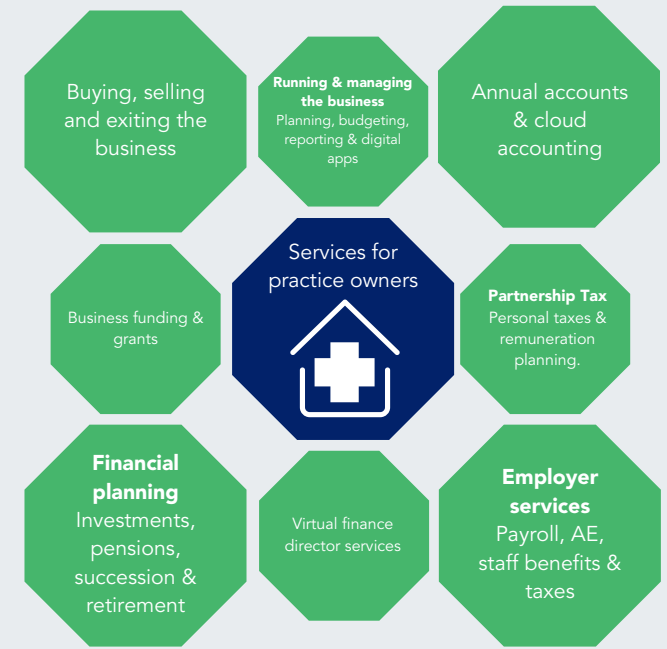 Buying, selling
and exiting the
business
Running & managing
the business
Planning, budgeting,
reporting & digital
apps
Annual accounts
& cloud
accounting
Business funding &
grants
Services for
practice owners
Partnership Tax
Personal taxes &
remuneration
planning.
Financial
planning
Investments,
pensions,
succession &
retirement
Virtual finance
director services
Employer
services
Payroll, AE,
staff benefits &
taxes